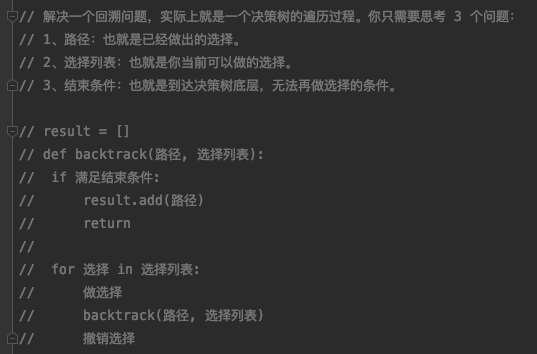 // 解决一个回溯问题，实际上就是一个决策树的遍历过程。你只需要思考 3 个问题：
// 1、路径：也就是已经做出的选择。
// 2、选择列表：也就是你当前可以做的选择。
// 3、结束条件：也就是到达决策树底层，无法再做选择的条件。
// result = []
// def backtrack(路径, 选择列表):
//  if 满足结束条件:
//      result.add(路径)
//      return
//
//  for 选择 in 选择列表:
//      做选择
//      backtrack(路径, 选择列表)
//      撤销选择